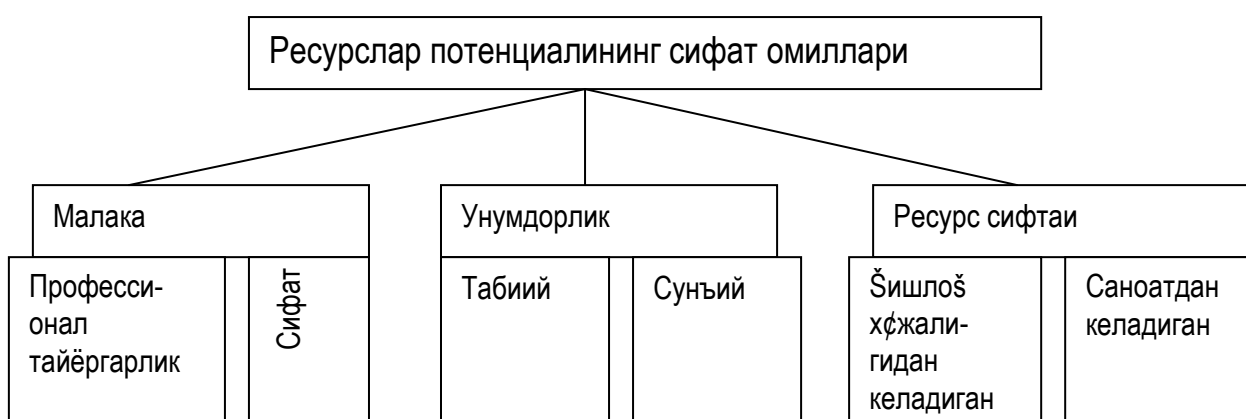 Ресурслар потенциалининг сифат омиллари
Малака
Унумдорлик
Ресурс сифтаи
Професси-
онал
тайёргарлик
Сифат
Табиий
Сунъий
Šишлоš
х¢жали-
гидан
келадиган
Саноатдан
келадиган